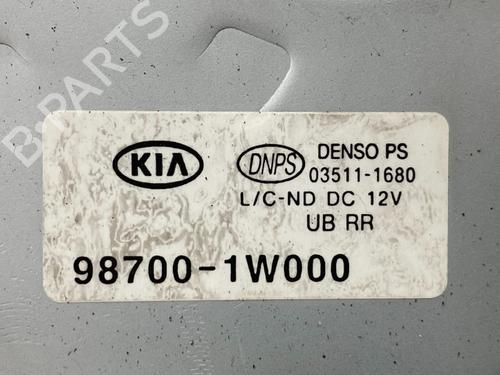 B-PARTS
KIA
DNPS
DENSO PS
03511-1680
L/C-ND DC 12V
UB RR
98700-1W000